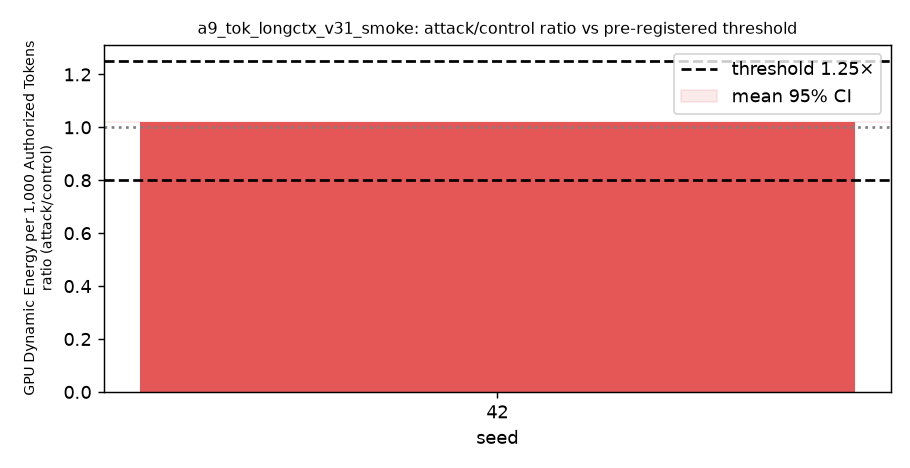 a9_tok_longctx_v31_smoke: attack/control ratio vs pre-registered threshold
GPU Dynamic Energy per 1,000 Authorized Tokens
ratio (attack/control)
1.2
1.0
0.8
0.6
0.4
0.2
0.0
threshold 1.25×
mean 95% CI
42
seed